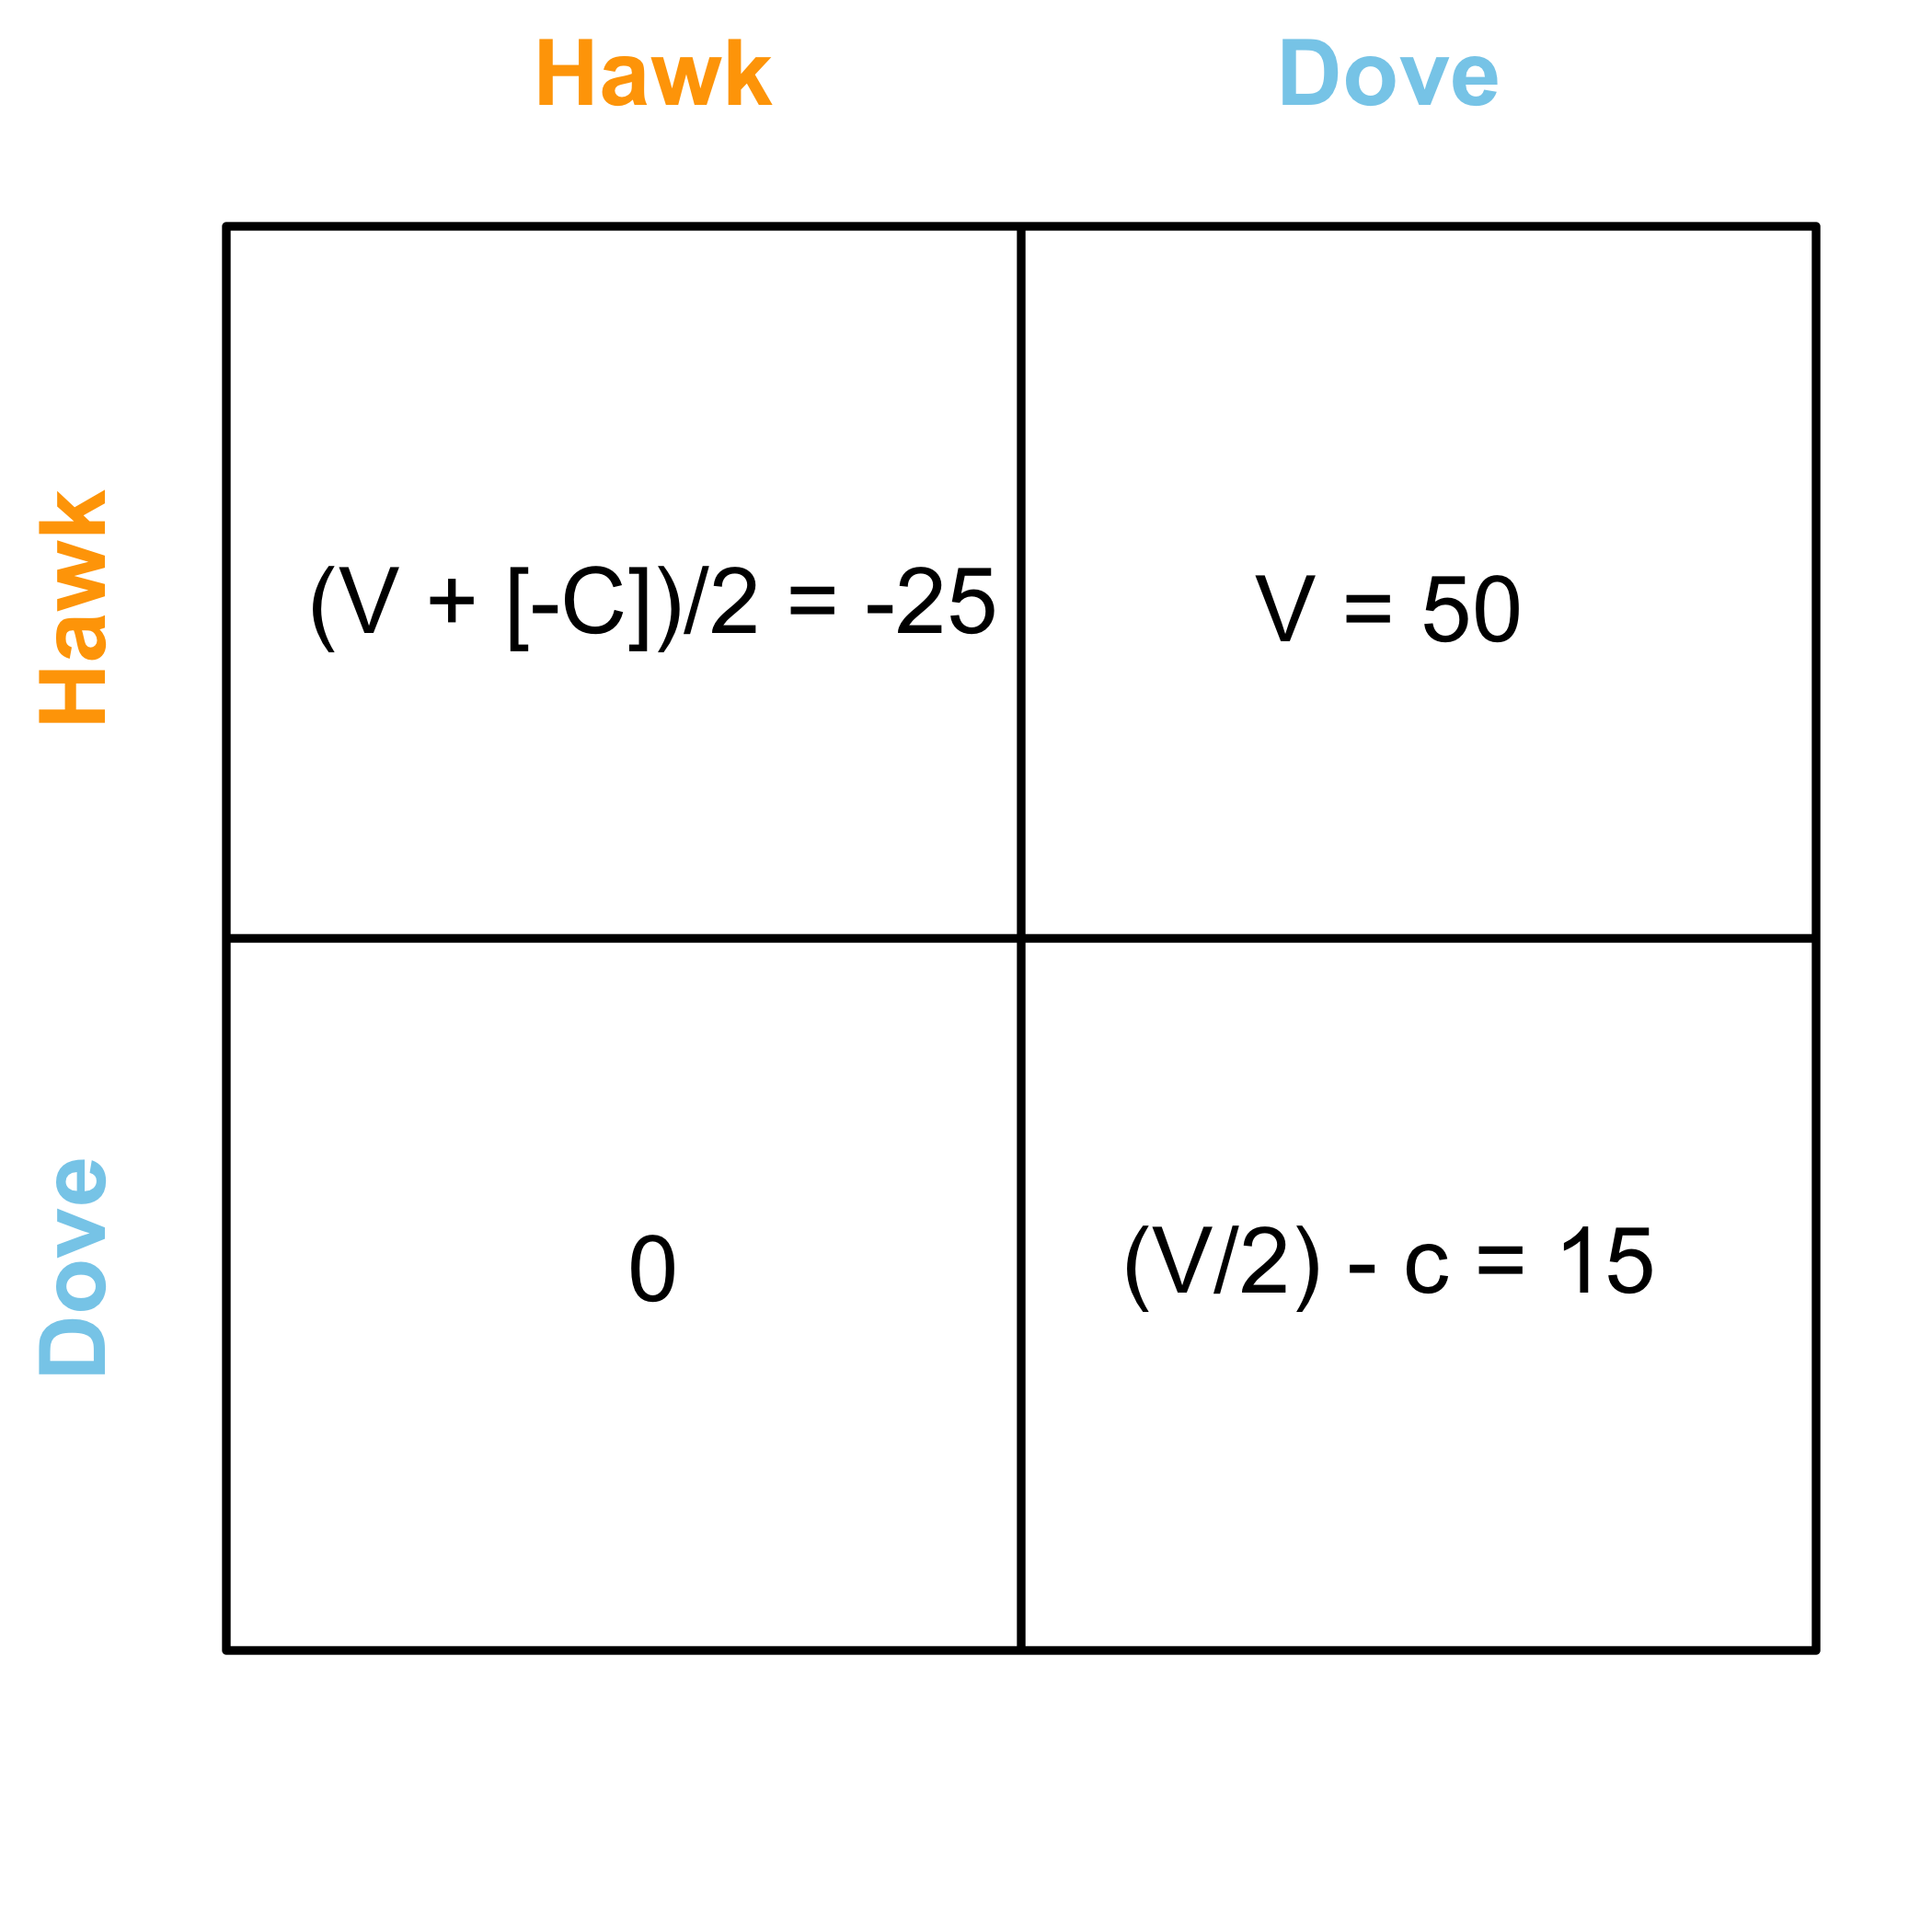 Hawk
Dove
Hawk
(V + [-C])/2 = -25
V = 50
Dove
0
(V/2) - c = 15